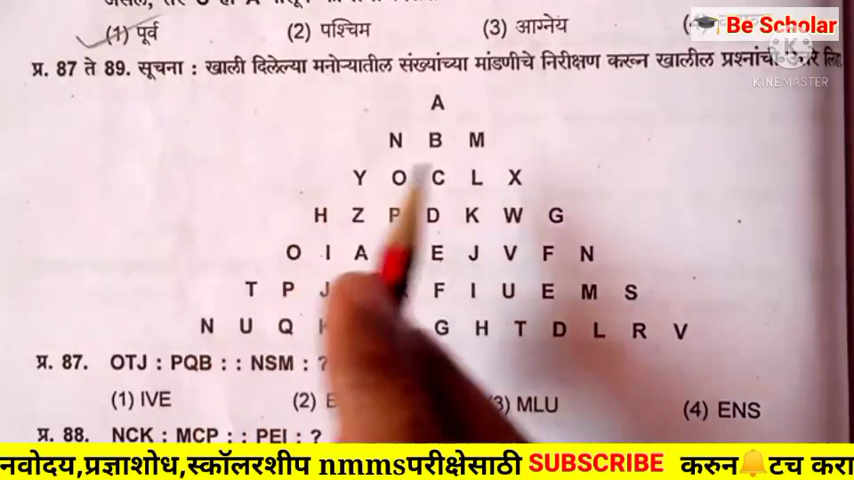 (1) पूर्व (2) पश्चिम (3) आग्नेय
Be Scholar
KINEMASTER
प्र. 87 ते 89. सूचना : खाली दिलेल्या मनोऱ्यातील संख्यांच्या मांडणीचे निरीक्षण करून खालील प्रश्नांची
A
N B M
Y O C L X
H Z P D K W G
O I A E J V F N
T P J F I U E M S
N U Q G H T D L R V
प्र. 87. OTJ : PQB : : NSM : ?
(1) IVE (2) (3) MLU (4) ENS
प्र. 88. NCK : MCP : : PEI : ?
नवोदय,प्रज्ञाशोध,स्कॉलरशीप nmmsपरीक्षेसाठी SUBSCRIBE करुन🔔टच करा